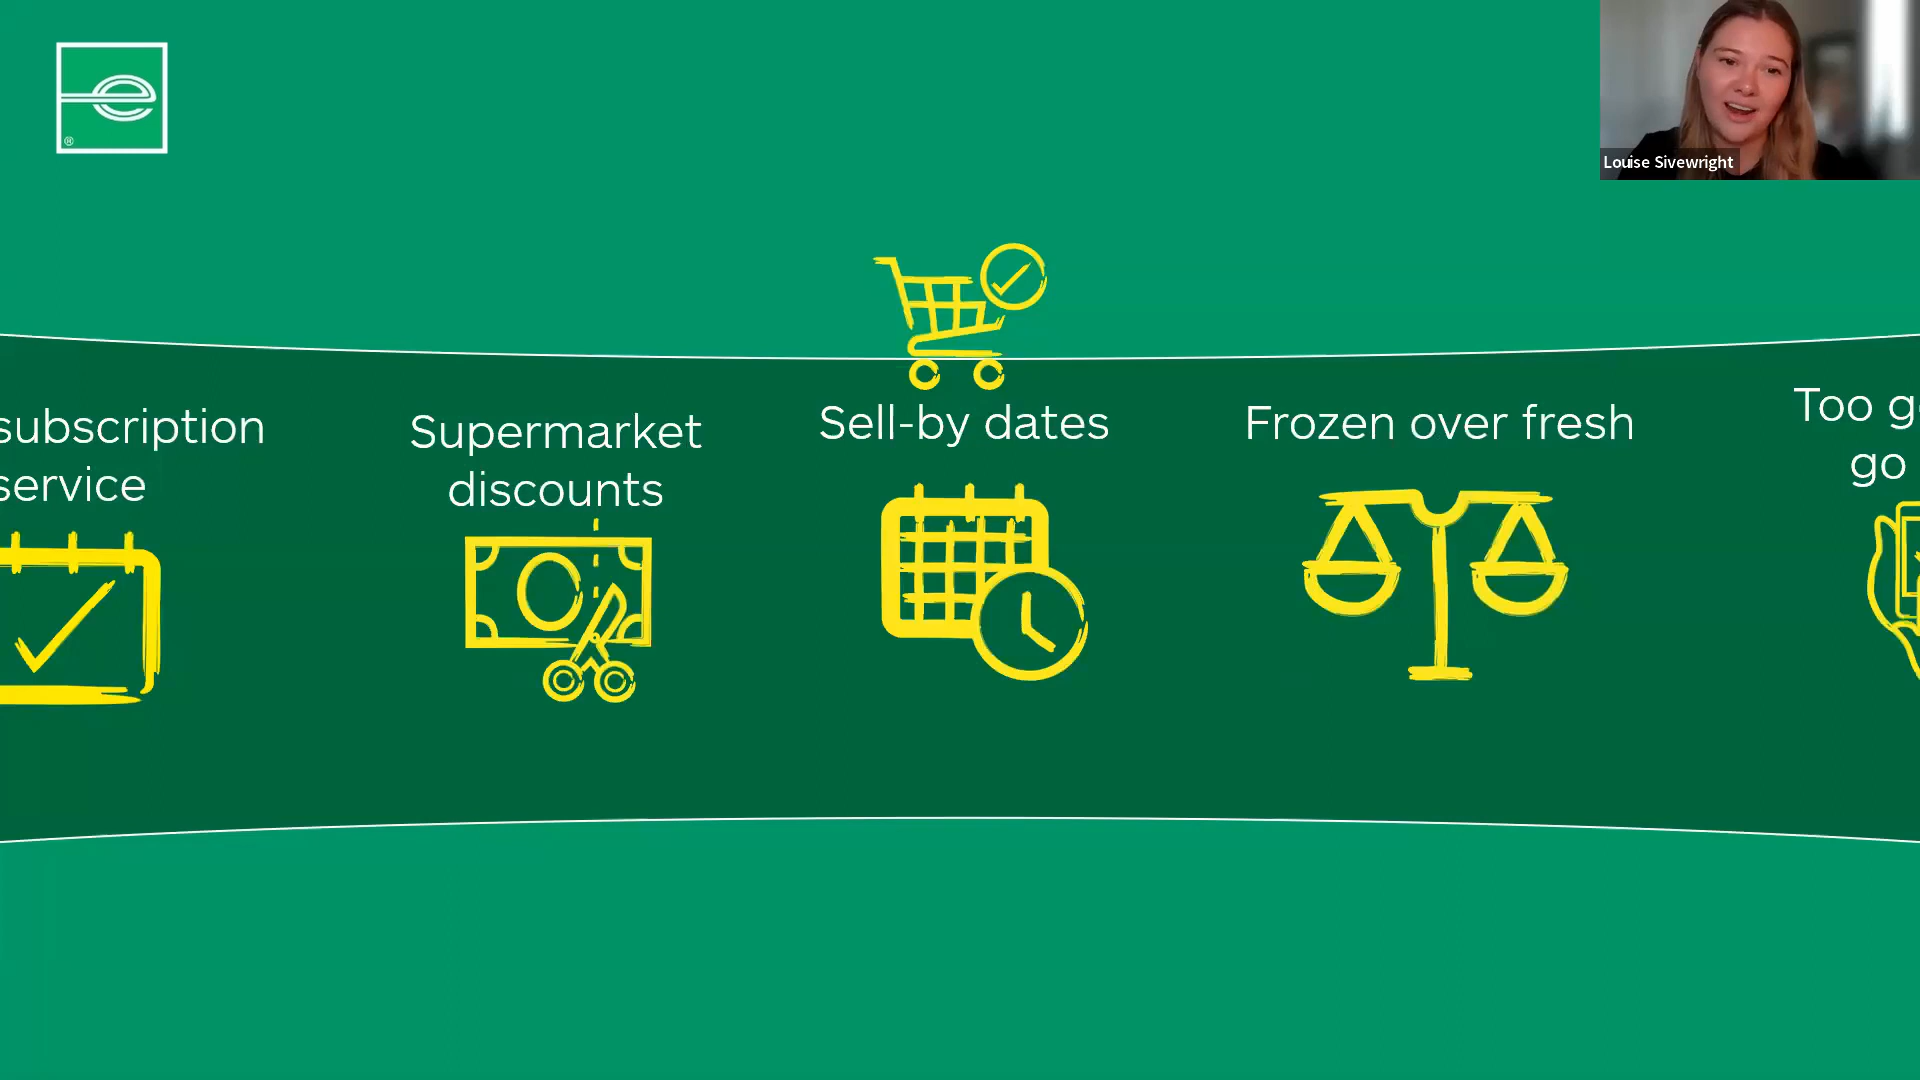 Louise Sivewright
subscription
service
Supermarket
discounts
Sell-by dates
Frozen over fresh
Too
go